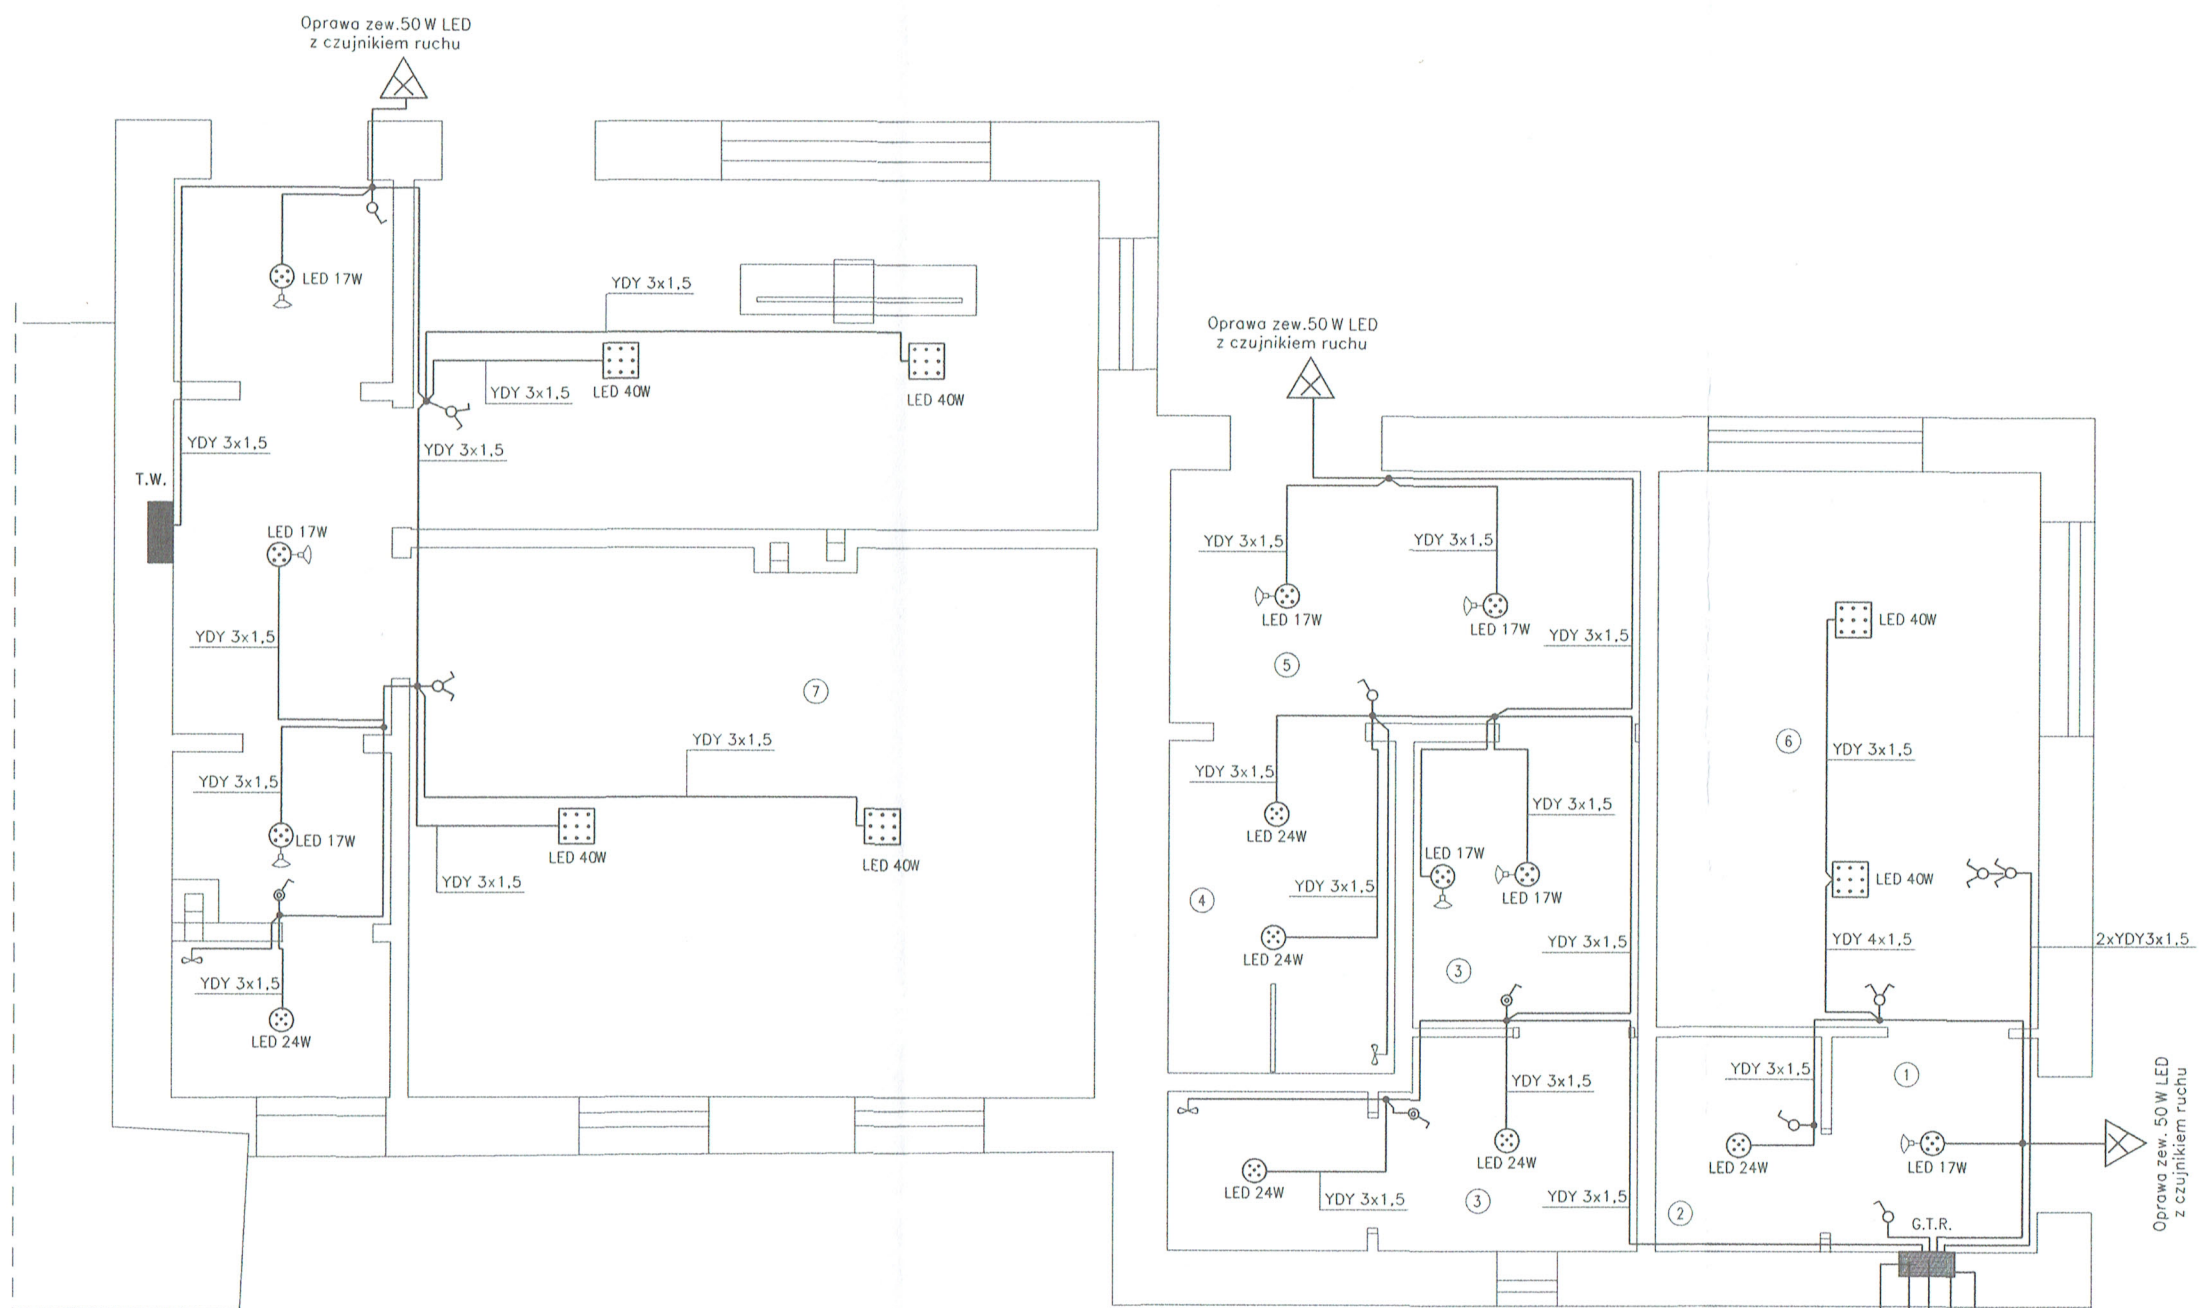 Oprawa zew.50 W LED
z czujnikiem ruchu
LED 17W
YDY 3x1,5
YDY 3x1,5
LED 40W
LED 40W
YDY 3x1,5
YDY 3x1,5
T.W.
LED 17W
YDY 3x1,5
7
YDY 3x1,5
YDY 3x1,5
LED 17W
LED 40W
LED 40W
YDY 3x1,5
YDY 3x1,5
LED 24W
Oprawa zew.50 W LED
z czujnikiem ruchu
YDY 3x1,5
YDY 3x1,5
LED 17W
LED 17W
YDY 3x1,5
5
YDY 3x1,5
LED 24W
YDY 3x1,5
LED 17W
LED 17W
YDY 3x1,5
4
LED 24W
YDY 3x1,5
3
YDY 3x1,5
LED 24W
LED 24W
YDY 3x1,5
3
YDY 3x1,5
LED 40W
6
YDY 3x1,5
LED 40W
YDY 4x1,5
2xYDY3x1,5
YDY 3x1,5
1
LED 24W
LED 17W
2
G.T.R.
Oprawa zew. 50 W LED
z czujnikiem ruchu